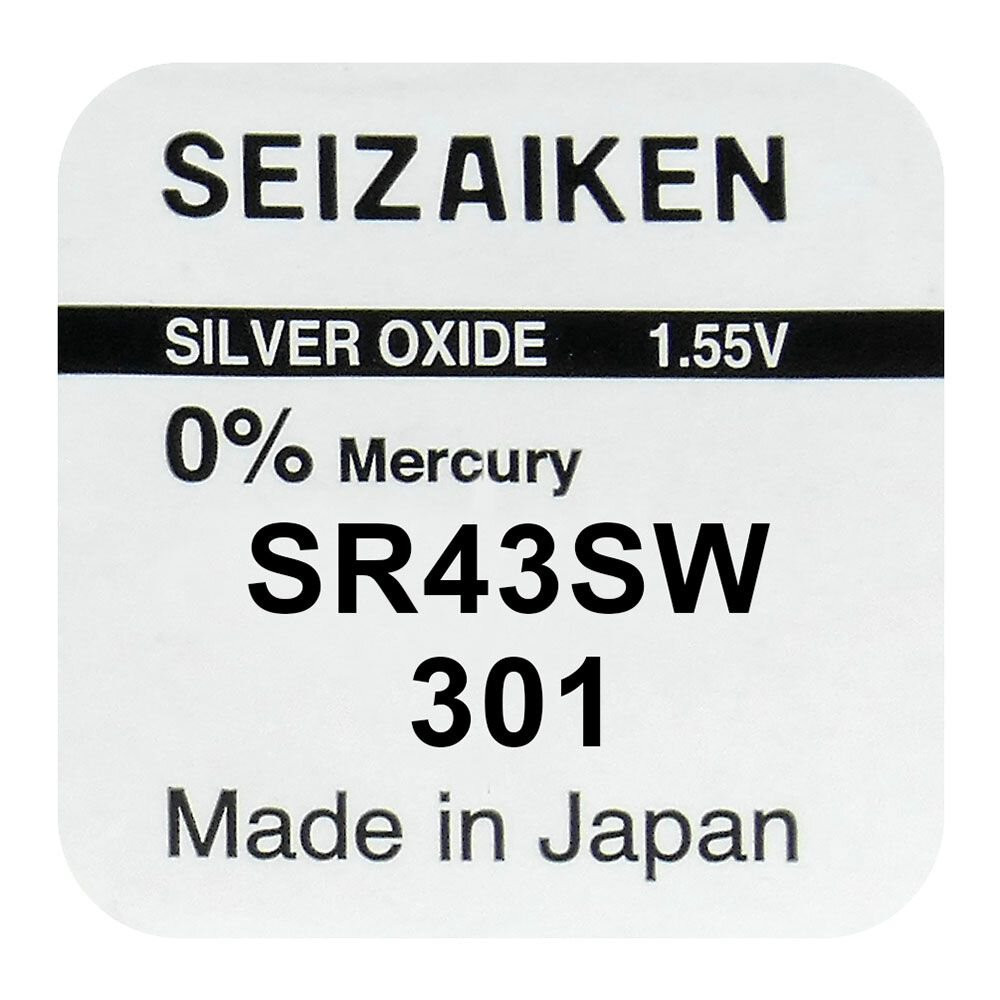 SEIZAIKEN
SILVER OXIDE 1.55V
0% Mercury
SR43SW
301
Made in Japan